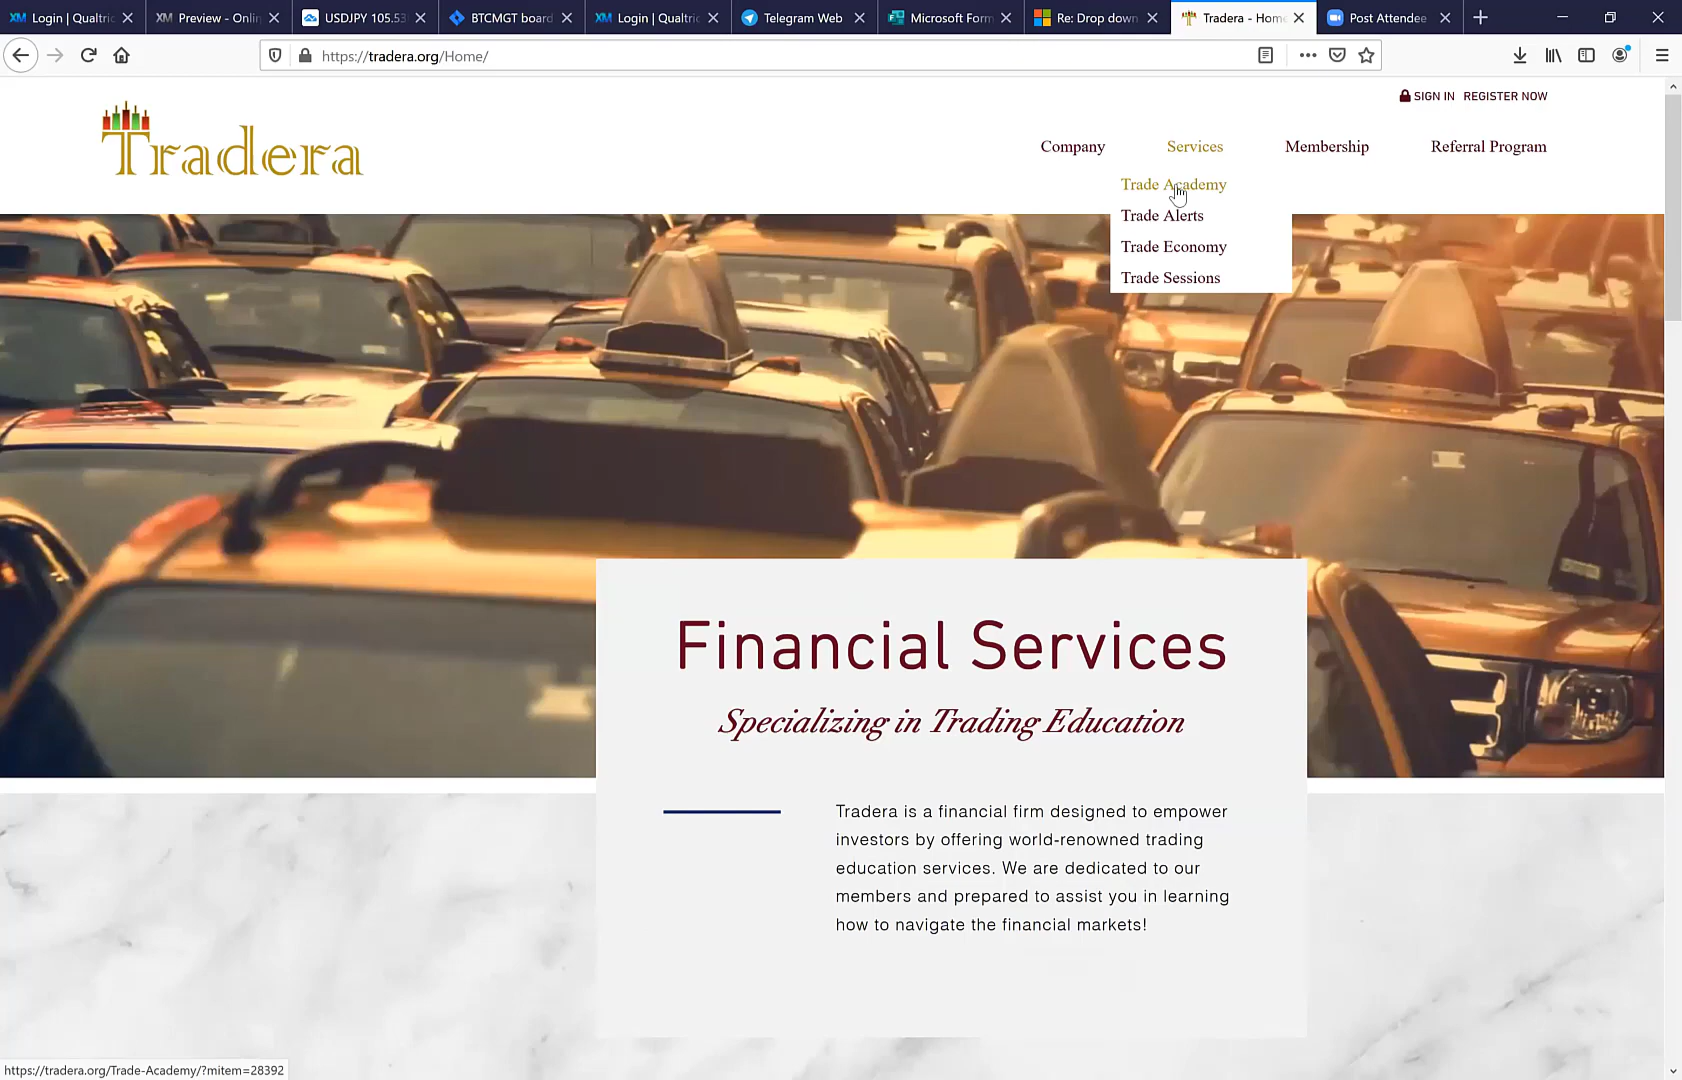 Login | Qualtric
Preview - Onlin
USDJPY 105.53
BTCMGT board
Login | Qualtric
Telegram Web
Microsoft Form
Re: Drop down
Tradera - Home
Post Attendee
https://tradera.org/Home/
SIGN IN REGISTER NOW
Tradera
Company Services Membership Referral Program
Trade Academy
Trade Alerts
Trade Economy
Trade Sessions
Financial Services
Specializing in Trading Education
Tradera is a financial firm designed to empower
investors by offering world-renowned trading
education services. We are dedicated to our
members and prepared to assist you in learning
how to navigate the financial markets!
https://tradera.org/Trade-Academy/?mitem=28392